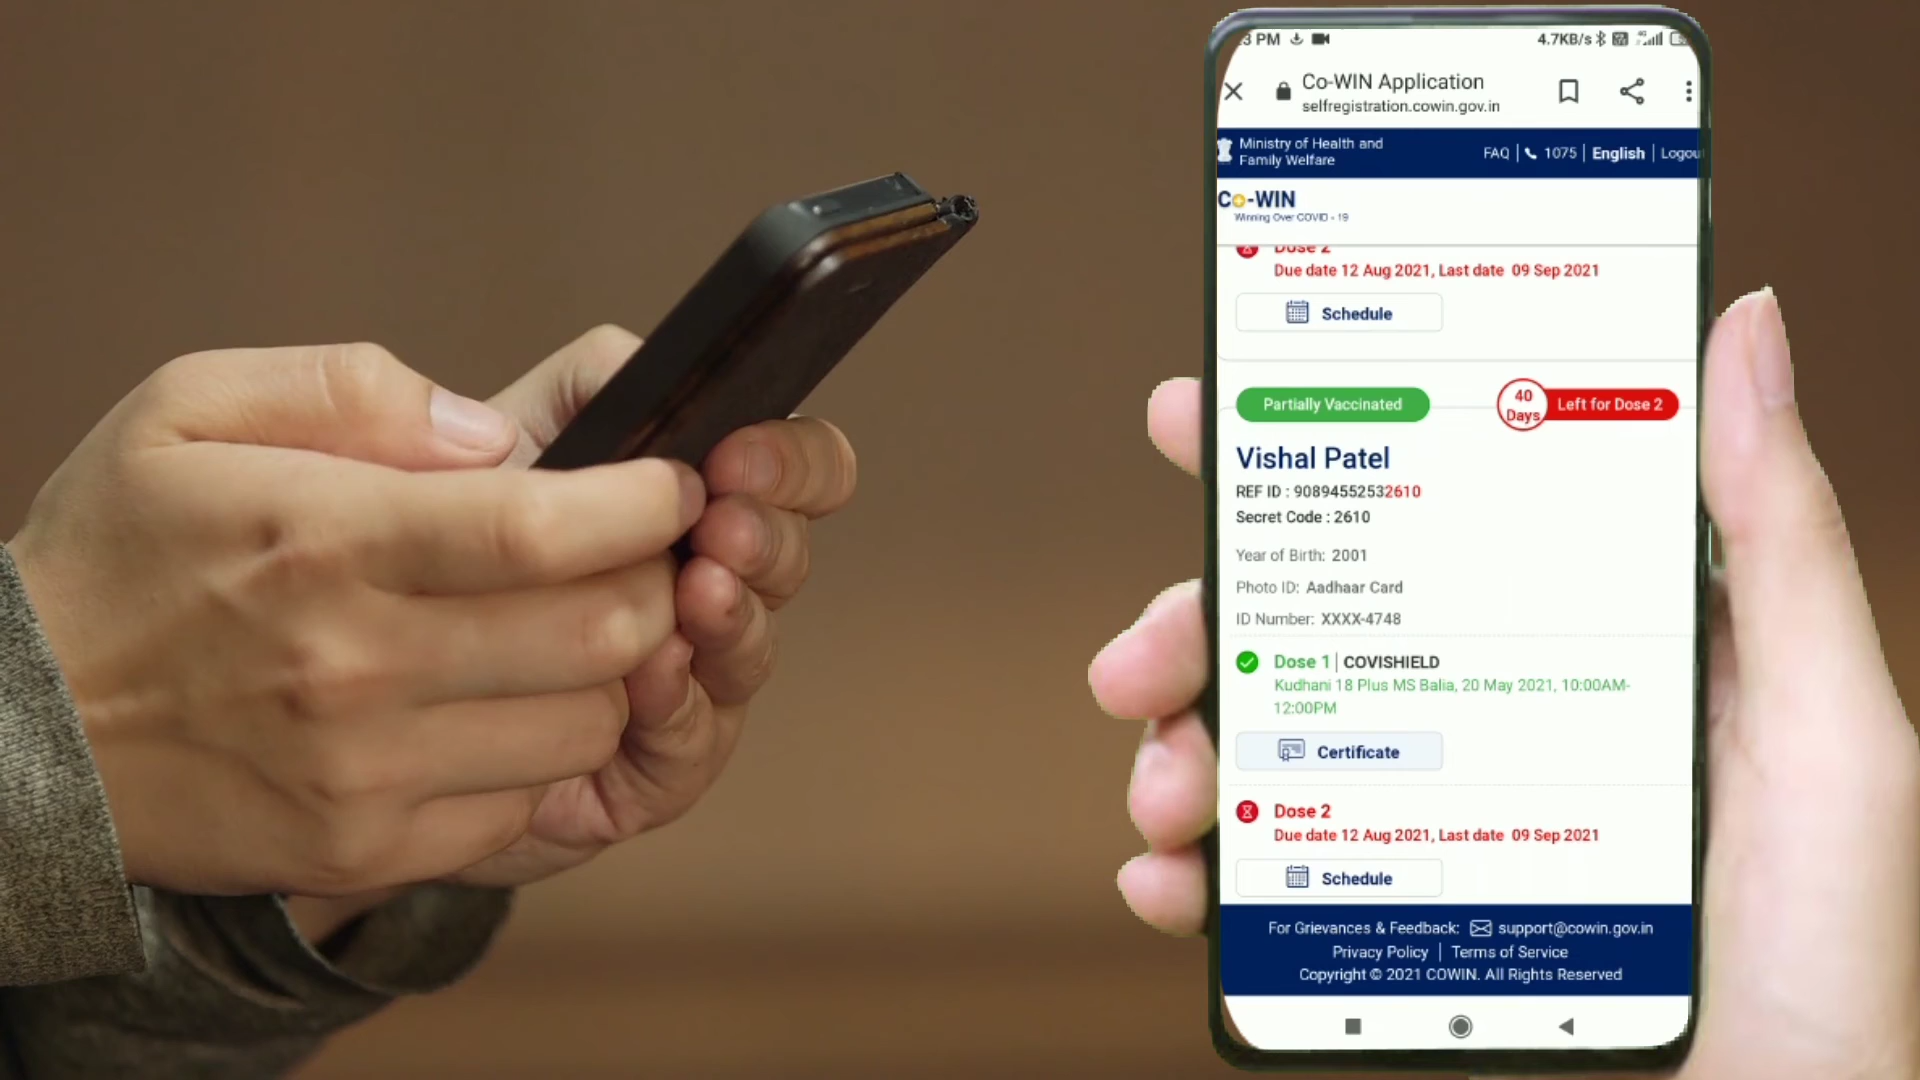 :3 PM 4.7KB/s 4G
Co-WIN Application
selfregistration.cowin.gov.in
Ministry of Health and
Family Welfare
FAQ | 1075 | English | Logou
Co-WIN
Winning Over COVID - 19
Dose 2
Due date 12 Aug 2021, Last date 09 Sep 2021
Schedule
Partially Vaccinated
40
Days
Left for Dose 2
Vishal Patel
REF ID : 90894552532610
Secret Code : 2610
Year of Birth: 2001
Photo ID: Aadhaar Card
ID Number: XXXX-4748
Dose 1 | COVISHIELD
Kudhani 18 Plus MS Balia, 20 May 2021, 10:00AM-
12:00PM
Certificate
Dose 2
Due date 12 Aug 2021, Last date 09 Sep 2021
Schedule
For Grievances & Feedback: support@cowin.gov.in
Privacy Policy | Terms of Service
Copyright © 2021 COWIN. All Rights Reserved